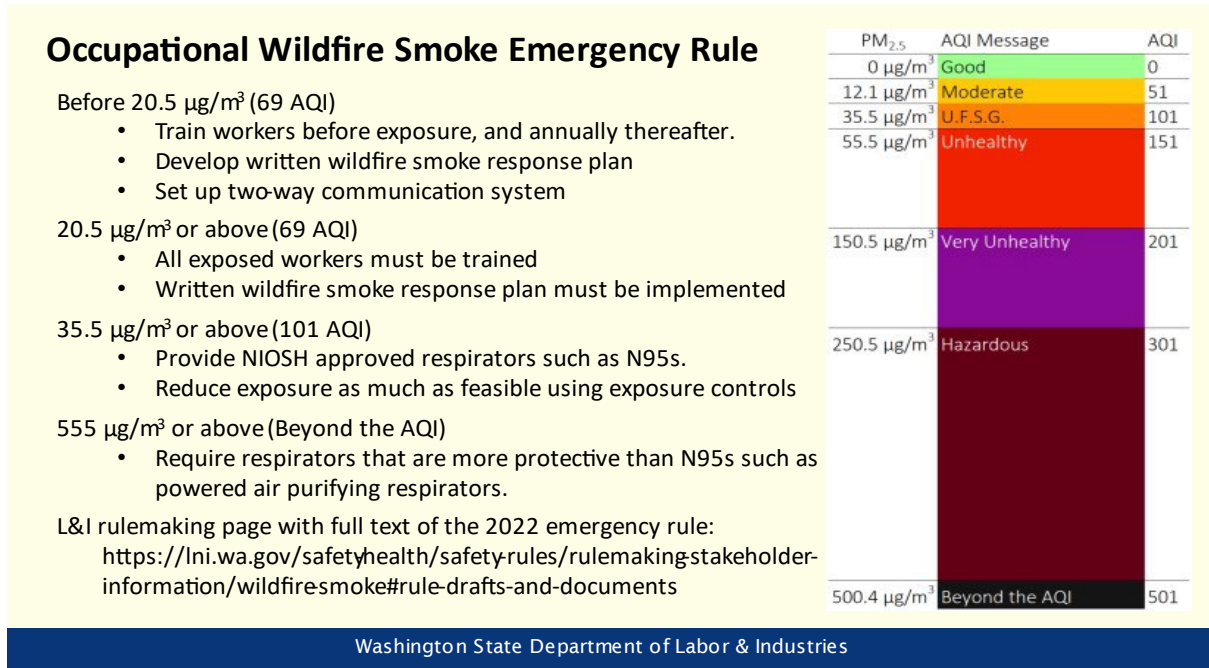 Occupational Wildfire Smoke Emergency Rule
Before 20.5 µg/m³ (69 AQI)
• Train workers before exposure, and annually thereafter.
• Develop written wildfire smoke response plan
• Set up two-way communication system
20.5 µg/m³ or above (69 AQI)
• All exposed workers must be trained
• Written wildfire smoke response plan must be implemented
35.5 µg/m³ or above (101 AQI)
• Provide NIOSH approved respirators such as N95s.
• Reduce exposure as much as feasible using exposure controls
555 µg/m³ or above (Beyond the AQI)
• Require respirators that are more protective than N95s such as
powered air purifying respirators.
L&I rulemaking page with full text of the 2022 emergency rule:
https://lni.wa.gov/safety-health/safety-rules/rulemaking-stakeholder-
information/wildfire-smoke#rule-drafts-and-documents
PM₂.₅ AQI Message AQI
0 µg/m³ Good 0
12.1 µg/m³ Moderate 51
35.5 µg/m³ U.F.S.G. 101
55.5 µg/m³ Unhealthy 151
150.5 µg/m³ Very Unhealthy 201
250.5 µg/m³ Hazardous 301
500.4 µg/m³ Beyond the AQI 501
Washington State Department of Labor & Industries